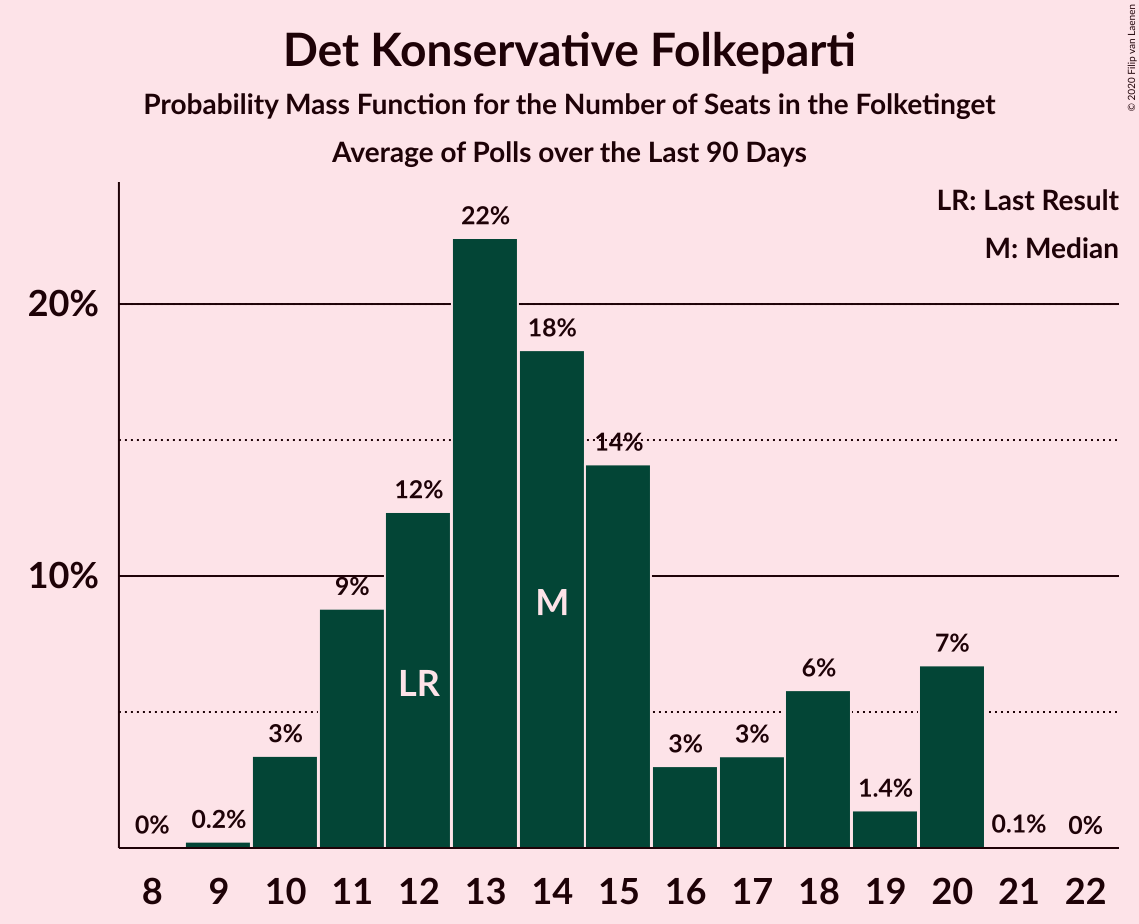 Det Konservative Folkeparti
Probability Mass Function for the Number of Seats in the Folketinget
Average of Polls over the Last 90 Days
© 2020 Filip van Laenen
LR: Last Result
M: Median
20%
10%
0%
0.2%
3%
9%
12%
22%
18%
14%
3%
3%
6%
1.4%
7%
0.1%
0%
LR
M
8 9 10 11 12 13 14 15 16 17 18 19 20 21 22